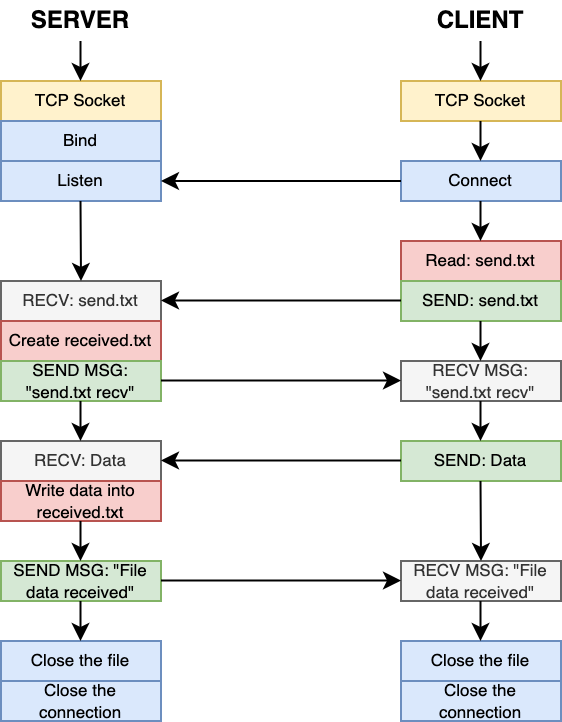 SERVER
CLIENT
TCP Socket
TCP Socket
Bind
Listen
Connect
Read: send.txt
RECV: send.txt
SEND: send.txt
Create received.txt
SEND MSG:
"send.txt recv"
RECV MSG:
"send.txt recv"
RECV: Data
SEND: Data
Write data into
received.txt
SEND MSG: "File
data received"
RECV MSG: "File
data received"
Close the file
Close the file
Close the
connection
Close the
connection